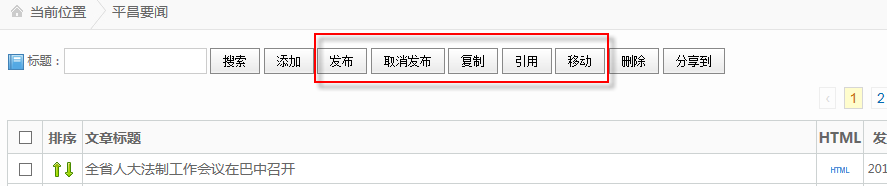 当前位置 平昌要闻
标题： 搜索 添加 发布 取消发布 复制 引用 移动 删除 分享到
‹ 1 2
排序 文章标题 HTML 发
全省人大法制工作会议在巴中召开 HTML 201